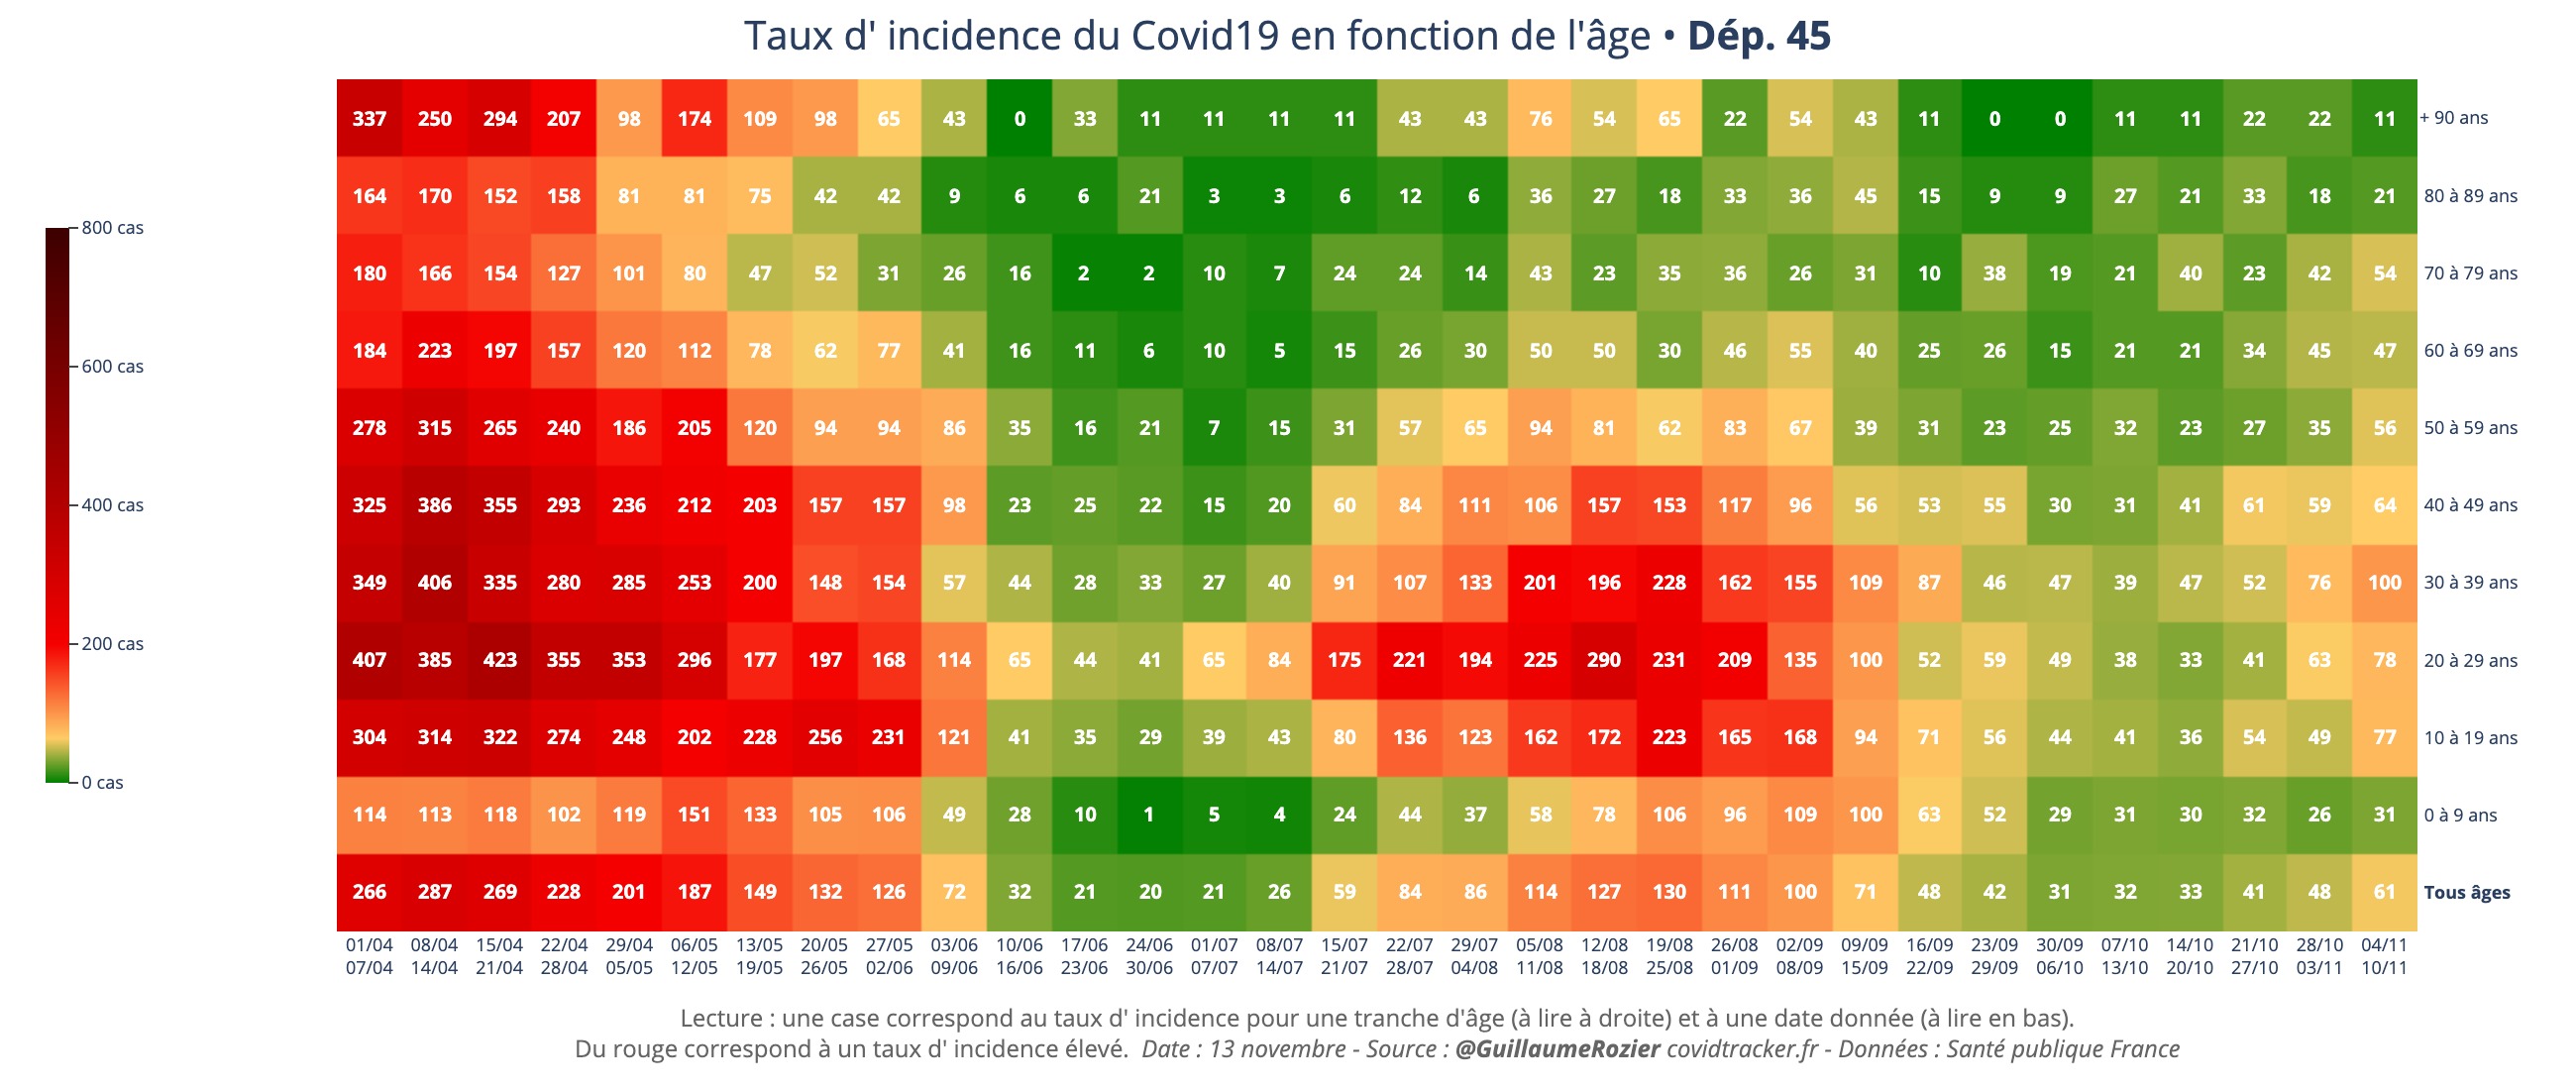 Taux d' incidence du Covid19 en fonction de l'âge • Dép. 45
800 cas
600 cas
400 cas
200 cas
0 cas
337 250 294 207 98 174 109 98 65 43 0 33 11 11 11 11 43 43 76 54 65 22 54 43 11 0 0 11 11 22 22 11 + 90 ans
164 170 152 158 81 81 75 42 42 9 6 6 21 3 3 6 12 6 36 27 18 33 36 45 15 9 9 27 21 33 18 21 80 à 89 ans
180 166 154 127 101 80 47 52 31 26 16 2 2 10 7 24 24 14 43 23 35 36 26 31 10 38 19 21 40 23 42 54 70 à 79 ans
184 223 197 157 120 112 78 62 77 41 16 11 6 10 5 15 26 30 50 50 30 46 55 40 25 26 15 21 21 34 45 47 60 à 69 ans
278 315 265 240 186 205 120 94 94 86 35 16 21 7 15 31 57 65 94 81 62 83 67 39 31 23 25 32 23 27 35 56 50 à 59 ans
325 386 355 293 236 212 203 157 157 98 23 25 22 15 20 60 84 111 106 157 153 117 96 56 53 55 30 31 41 61 59 64 40 à 49 ans
349 406 335 280 285 253 200 148 154 57 44 28 33 27 40 91 107 133 201 196 228 162 155 109 87 46 47 39 47 52 76 100 30 à 39 ans
407 385 423 355 353 296 177 197 168 114 65 44 41 65 84 175 221 194 225 290 231 209 135 100 52 59 49 38 33 41 63 78 20 à 29 ans
304 314 322 274 248 202 228 256 231 121 41 35 29 39 43 80 136 123 162 172 223 165 168 94 71 56 44 41 36 54 49 77 10 à 19 ans
114 113 118 102 119 151 133 105 106 49 28 10 1 5 4 24 44 37 58 78 106 96 109 100 63 52 29 31 30 32 26 31 0 à 9 ans
266 287 269 228 201 187 149 132 126 72 32 21 20 21 26 59 84 86 114 127 130 111 100 71 48 42 31 32 33 41 48 61 Tous âges
01/04 08/04 15/04 22/04 29/04 06/05 13/05 20/05 27/05 03/06 10/06 17/06 24/06 01/07 08/07 15/07 22/07 29/07 05/08 12/08 19/08 26/08 02/09 09/09 16/09 23/09 30/09 07/10 14/10 21/10 28/10 04/11
07/04 14/04 21/04 28/04 05/05 12/05 19/05 26/05 02/06 09/06 16/06 23/06 30/06 07/07 14/07 21/07 28/07 04/08 11/08 18/08 25/08 01/09 08/09 15/09 22/09 29/09 06/10 13/10 20/10 27/10 03/11 10/11
Lecture : une case correspond au taux d' incidence pour une tranche d'âge (à lire à droite) et à une date donnée (à lire en bas).
Du rouge correspond à un taux d' incidence élevé. Date : 13 novembre - Source : @GuillaumeRozier covidtracker.fr - Données : Santé publique France